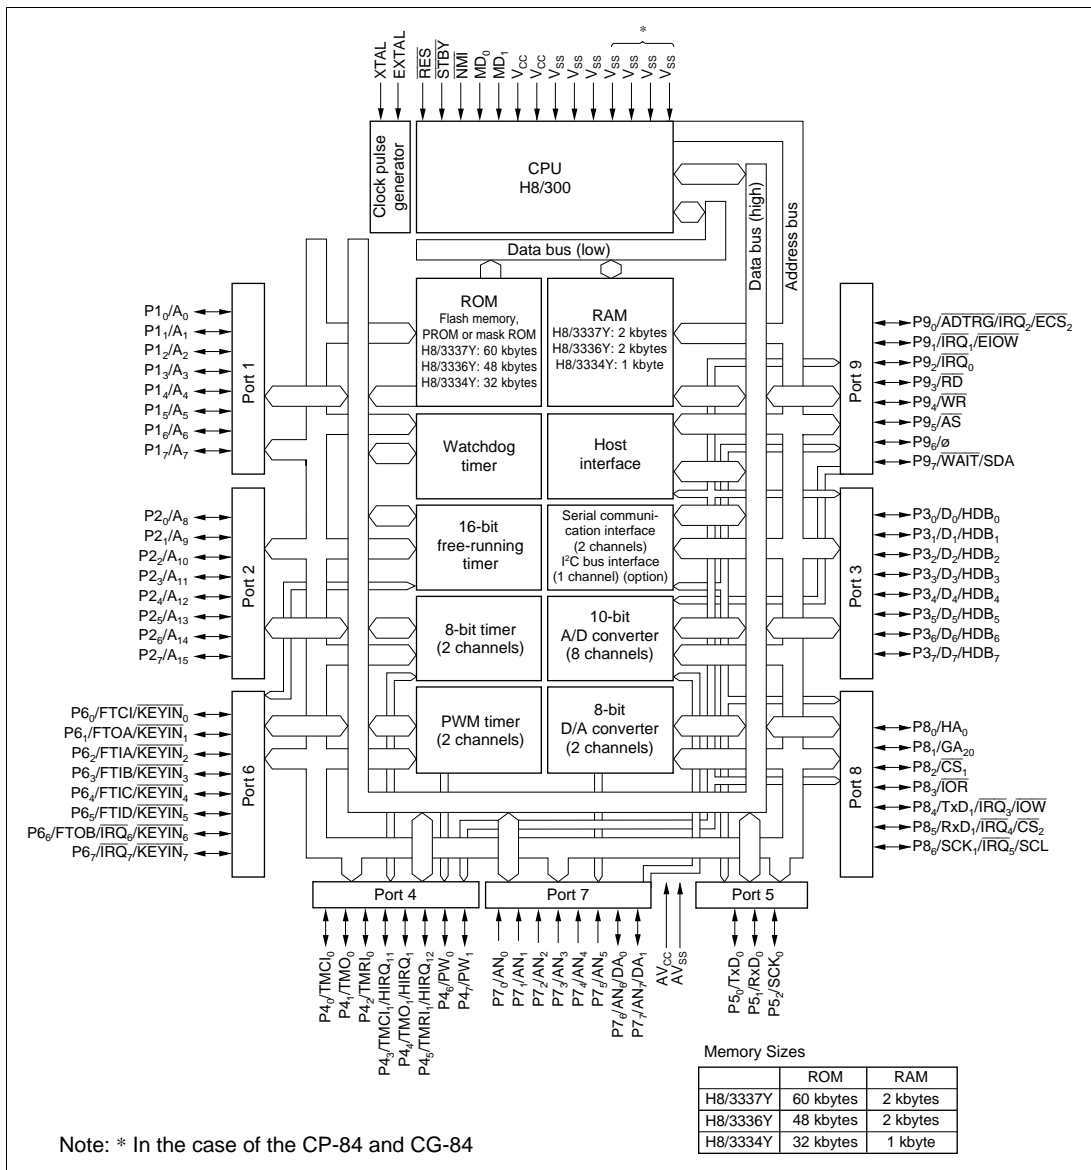 *
XTAL
EXTAL
RES
STBY
NMI
MD0
MD1
VCC
VCC
VSS
VSS
VSS
VSS
VSS
VSS
VSS
Clock pulse
generator
CPU
H8/300
Data bus (low)
Data bus (high)
Address bus
ROM
Flash memory,
PROM or mask ROM
H8/3337Y: 60 kbytes
H8/3336Y: 48 kbytes
H8/3334Y: 32 kbytes
RAM
H8/3337Y: 2 kbytes
H8/3336Y: 2 kbytes
H8/3334Y: 1 kbyte
Watchdog
timer
Host
interface
16-bit
free-running
timer
Serial communi-
cation interface
(2 channels)
I²C bus interface
(1 channel) (option)
8-bit timer
(2 channels)
10-bit
A/D converter
(8 channels)
PWM timer
(2 channels)
8-bit
D/A converter
(2 channels)
Port 1
P10/A0
P11/A1
P12/A2
P13/A3
P14/A4
P15/A5
P16/A6
P17/A7
Port 2
P20/A8
P21/A9
P22/A10
P23/A11
P24/A12
P25/A13
P26/A14
P27/A15
Port 6
P60/FTCI/KEYIN0
P61/FTOA/KEYIN1
P62/FTIA/KEYIN2
P63/FTIB/KEYIN3
P64/FTIC/KEYIN4
P65/FTID/KEYIN5
P66/FTOB/IRQ6/KEYIN6
P67/IRQ7/KEYIN7
Port 9
P90/ADTRG/IRQ2/ECS2
P91/IRQ1/EIOW
P92/IRQ0
P93/RD
P94/WR
P95/AS
P96/ø
P97/WAIT/SDA
Port 3
P30/D0/HDB0
P31/D1/HDB1
P32/D2/HDB2
P33/D3/HDB3
P34/D4/HDB4
P35/D5/HDB5
P36/D6/HDB6
P37/D7/HDB7
Port 8
P80/HA0
P81/GA20
P82/CS1
P83/IOR
P84/TxD1/IRQ3/IOW
P85/RxD1/IRQ4/CS2
P86/SCK1/IRQ5/SCL
Port 4
P40/TMCI0
P41/TMO0
P42/TMRI0
P43/TMCI1/HIRQ11
P44/TMO1/HIRQ1
P45/TMRI1/HIRQ12
P46/PW0
P47/PW1
Port 7
P70/AN0
P71/AN1
P72/AN2
P73/AN3
P74/AN4
P75/AN5
P76/AN6/DA0
P77/AN7/DA1
AVCC
AVSS
Port 5
P50/TxD0
P51/RxD0
P52/SCK0
Memory Sizes
ROM RAM
H8/3337Y 60 kbytes 2 kbytes
H8/3336Y 48 kbytes 2 kbytes
H8/3334Y 32 kbytes 1 kbyte
Note: * In the case of the CP-84 and CG-84